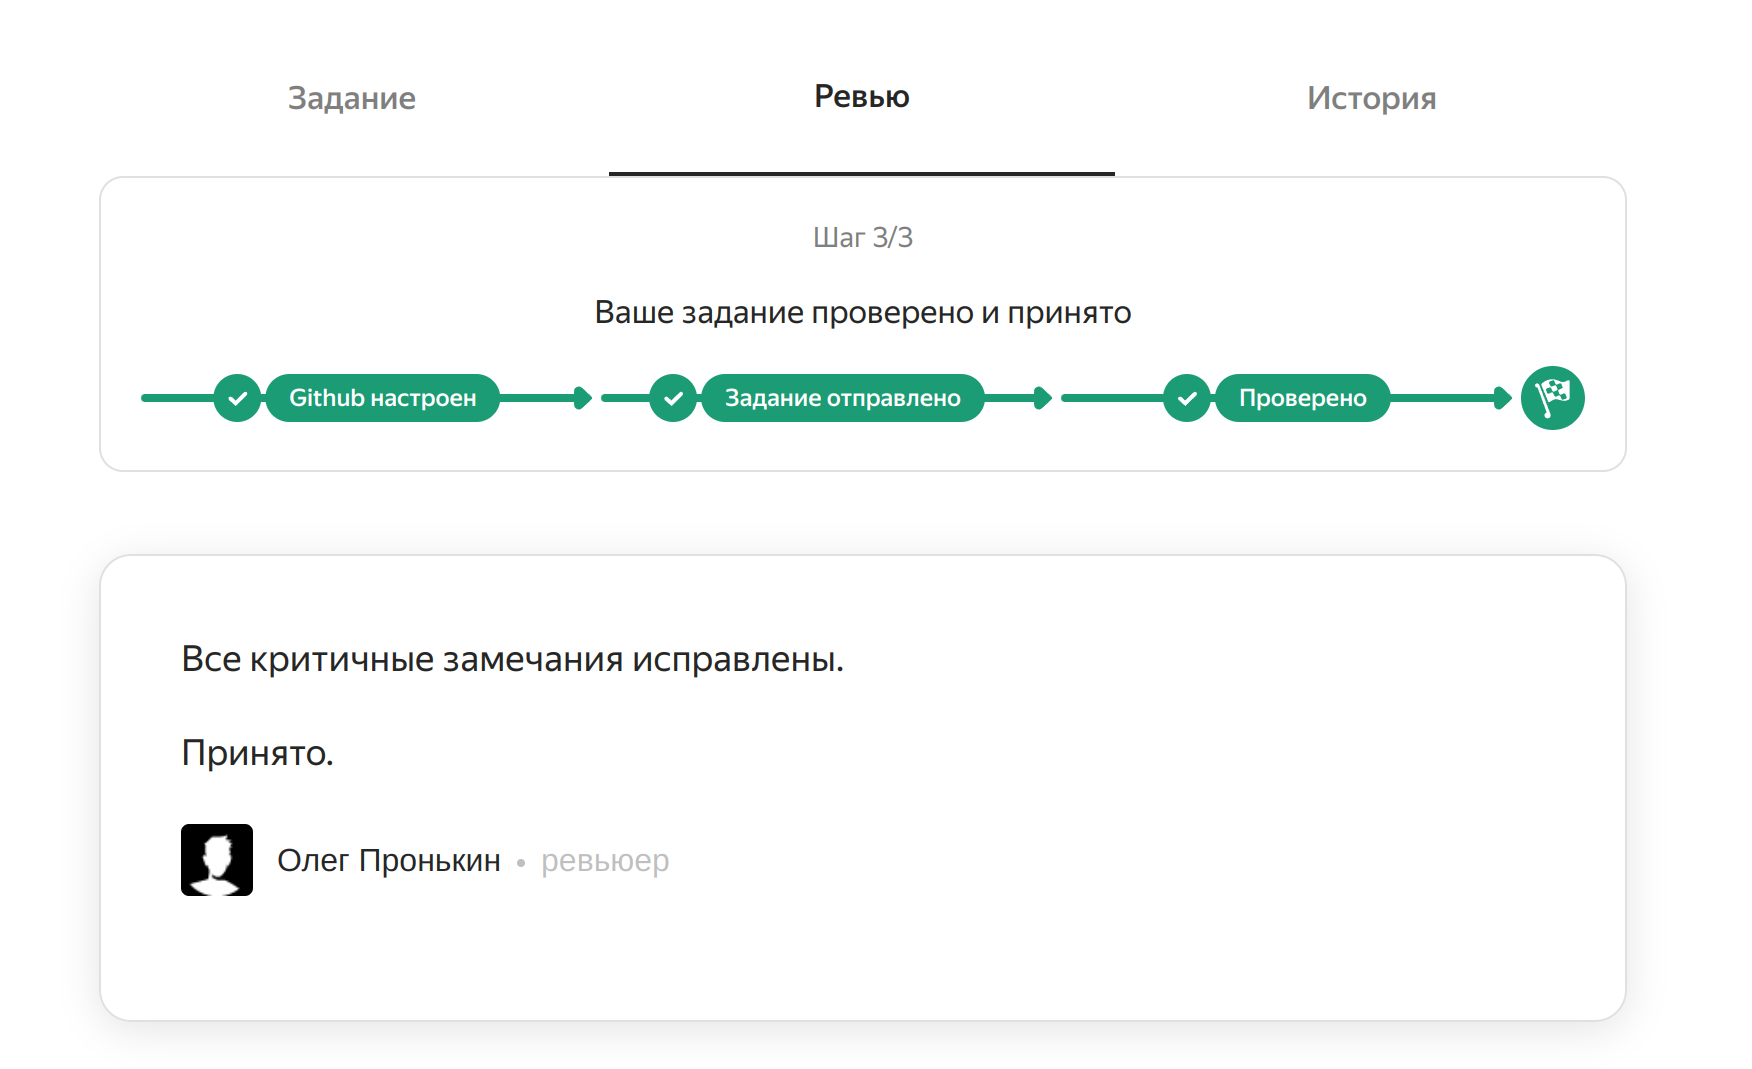 Задание
Ревью
История
Шаг 3/3
Ваше задание проверено и принято
Github настроен
Задание отправлено
Проверено
Все критичные замечания исправлены.
Принято.
Олег Пронькин • ревьюер